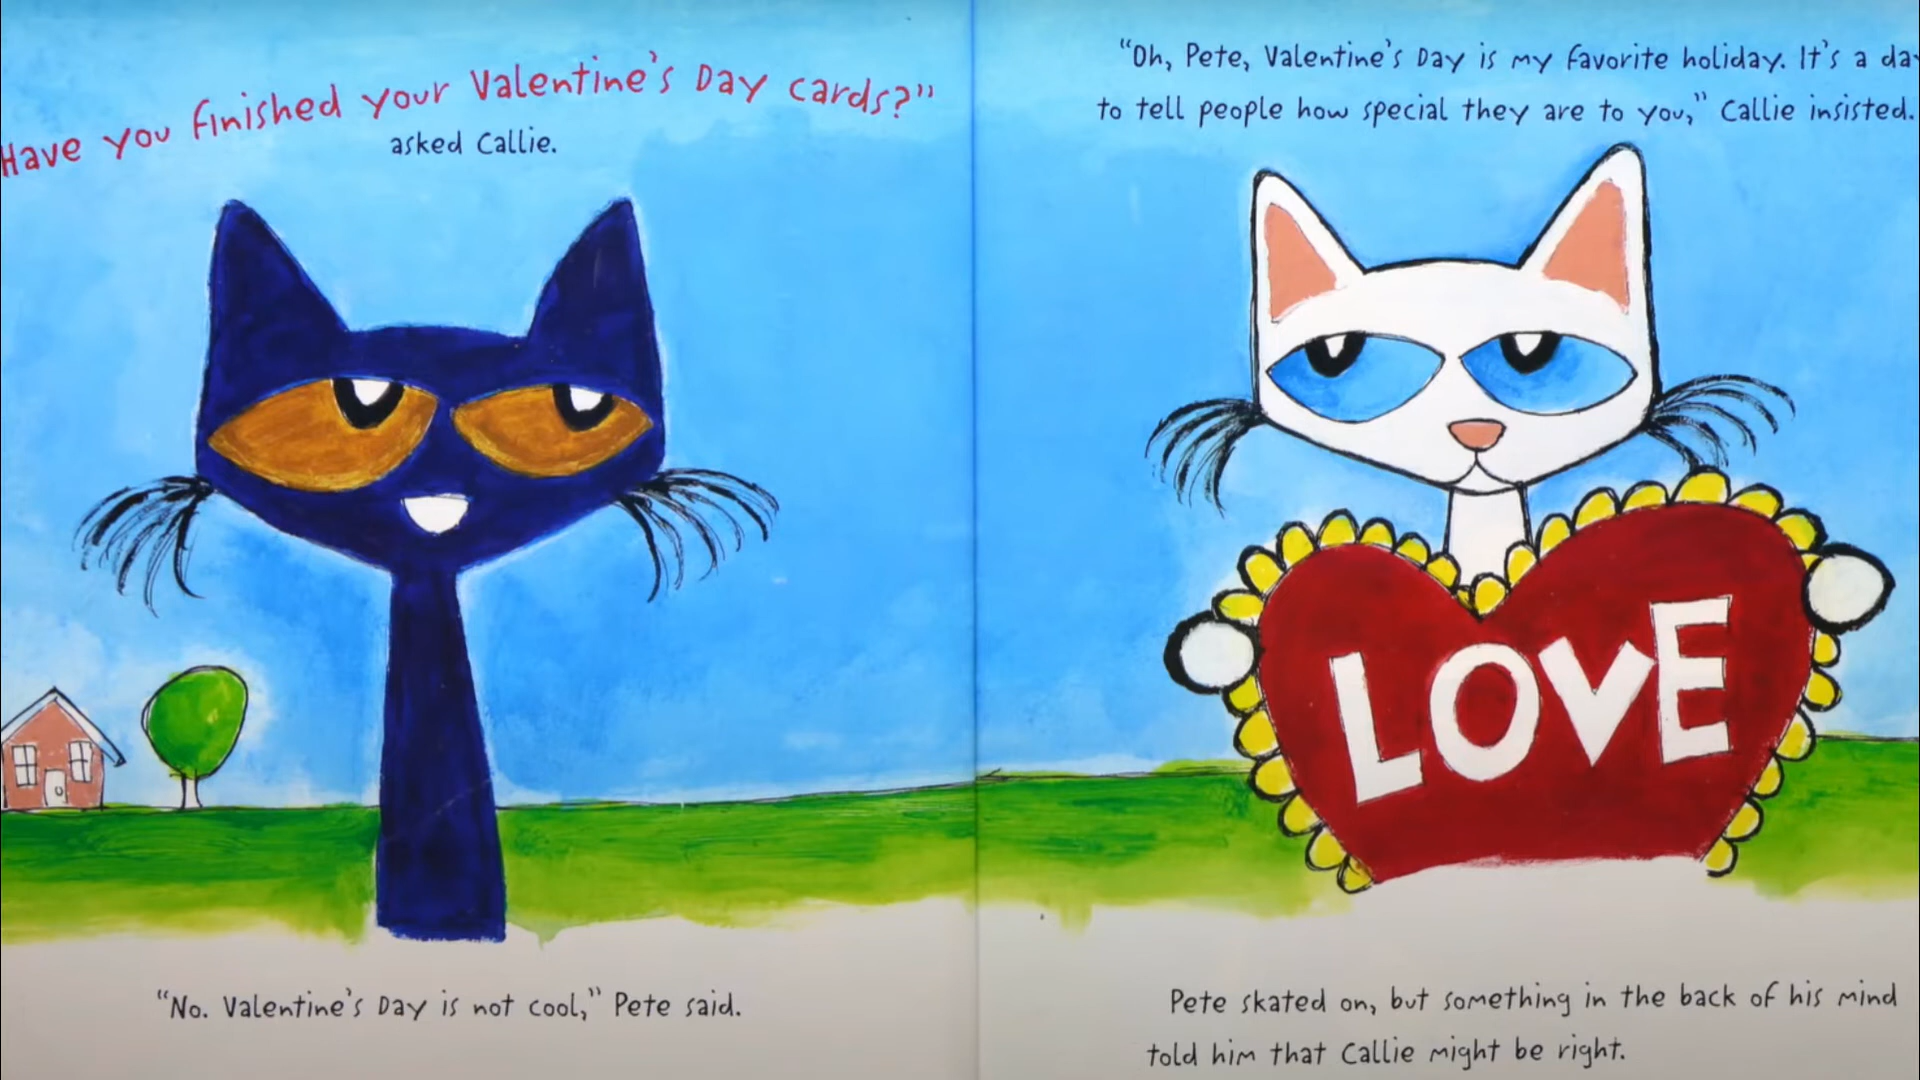 Have you finished your Valentine's Day cards?"
asked Callie.
"No. Valentine's Day is not cool," Pete said.
"Oh, Pete, Valentine's Day is my favorite holiday. It's a da
to tell people how special they are to you," Callie insisted.
LOVE
Pete skated on, but something in the back of his mind
told him that Callie might be right.